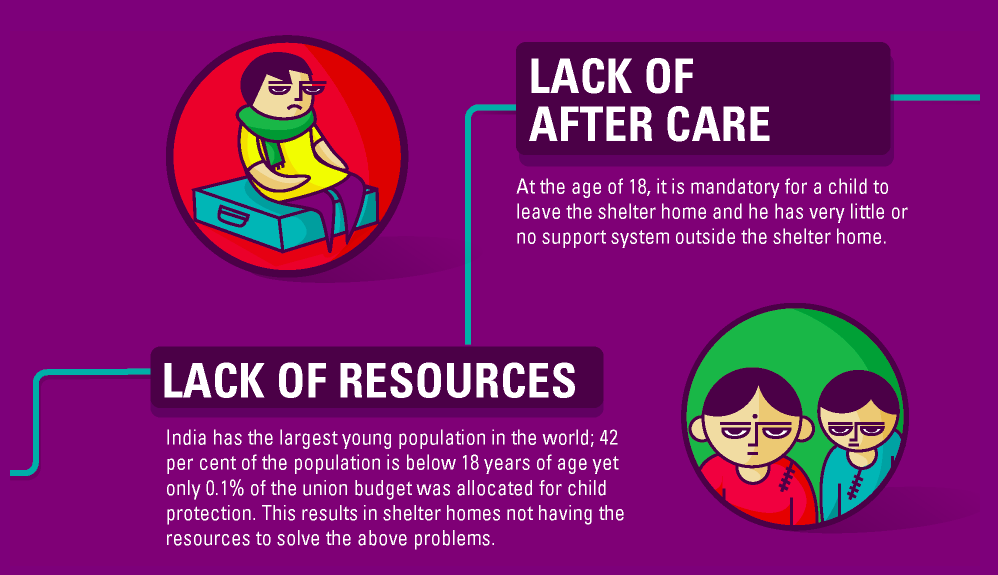 LACK OF
AFTER CARE
At the age of 18, it is mandatory for a child to
leave the shelter home and he has very little or
no support system outside the shelter home.
LACK OF RESOURCES
India has the largest young population in the world; 42
per cent of the population is below 18 years of age yet
only 0.1% of the union budget was allocated for child
protection. This results in shelter homes not having the
resources to solve the above problems.